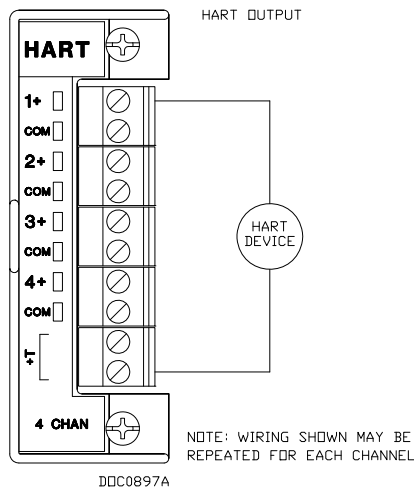 HART OUTPUT
HART
1+
COM
2+
COM
3+
COM
4+
COM
+T
4 CHAN
HART
DEVICE
NOTE: WIRING SHOWN MAY BE
REPEATED FOR EACH CHANNEL
DOC0897A